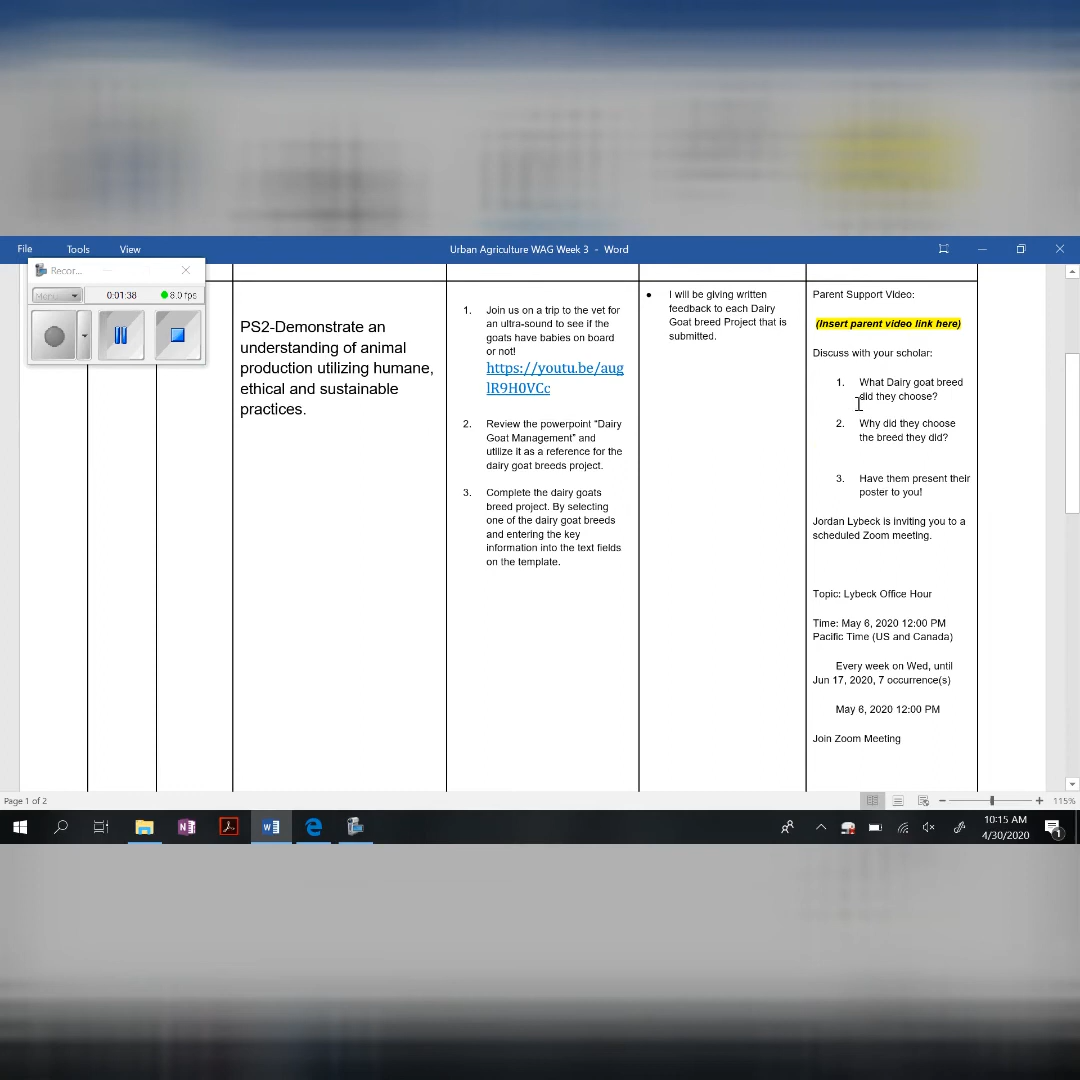 File Tools View
Urban Agriculture WAG Week 3 - Word
Recor...
0:01:38
8.0 fps
PS2-Demonstrate an
understanding of animal
production utilizing humane,
ethical and sustainable
practices.
1. Join us on a trip to the vet for
an ultra-sound to see if the
goats have babies on board
or not!
https://youtu.be/aug
lR9H0VCc
2. Review the powerpoint "Dairy
Goat Management" and
utilize it as a reference for the
dairy goat breeds project.
3. Complete the dairy goats
breed project. By selecting
one of the dairy goat breeds
and entering the key
information into the text fields
on the template.
● I will be giving written
feedback to each Dairy
Goat breed Project that is
submitted.
Parent Support Video:
(Insert parent video link here)
Discuss with your scholar:
1. What Dairy goat breed
did they choose?
2. Why did they choose
the breed they did?
3. Have them present their
poster to you!
Jordan Lybeck is inviting you to a
scheduled Zoom meeting.
Topic: Lybeck Office Hour
Time: May 6, 2020 12:00 PM
Pacific Time (US and Canada)
Every week on Wed, until
Jun 17, 2020, 7 occurrence(s)
May 6, 2020 12:00 PM
Join Zoom Meeting
Page 1 of 2
115%
10:15 AM
4/30/2020
1